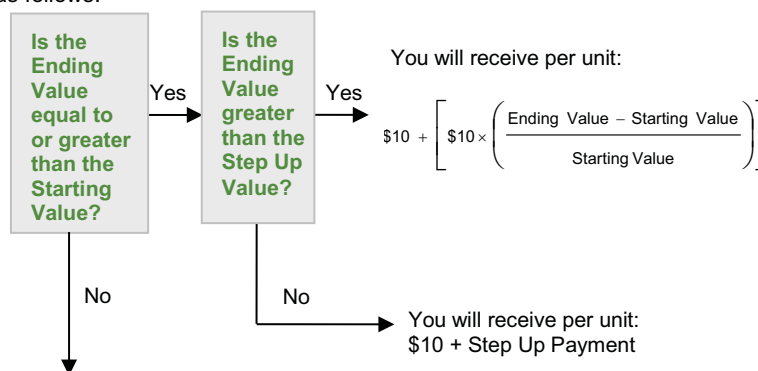 as follows:
Is the
Ending
Value
equal to
or greater
than the
Starting
Value?
Yes
Is the
Ending
Value
greater
than the
Step Up
Value?
Yes
You will receive per unit:
$10 + [ $10 × ( Ending Value − Starting Value
Starting Value ) ]
No
No
You will receive per unit:
$10 + Step Up Payment